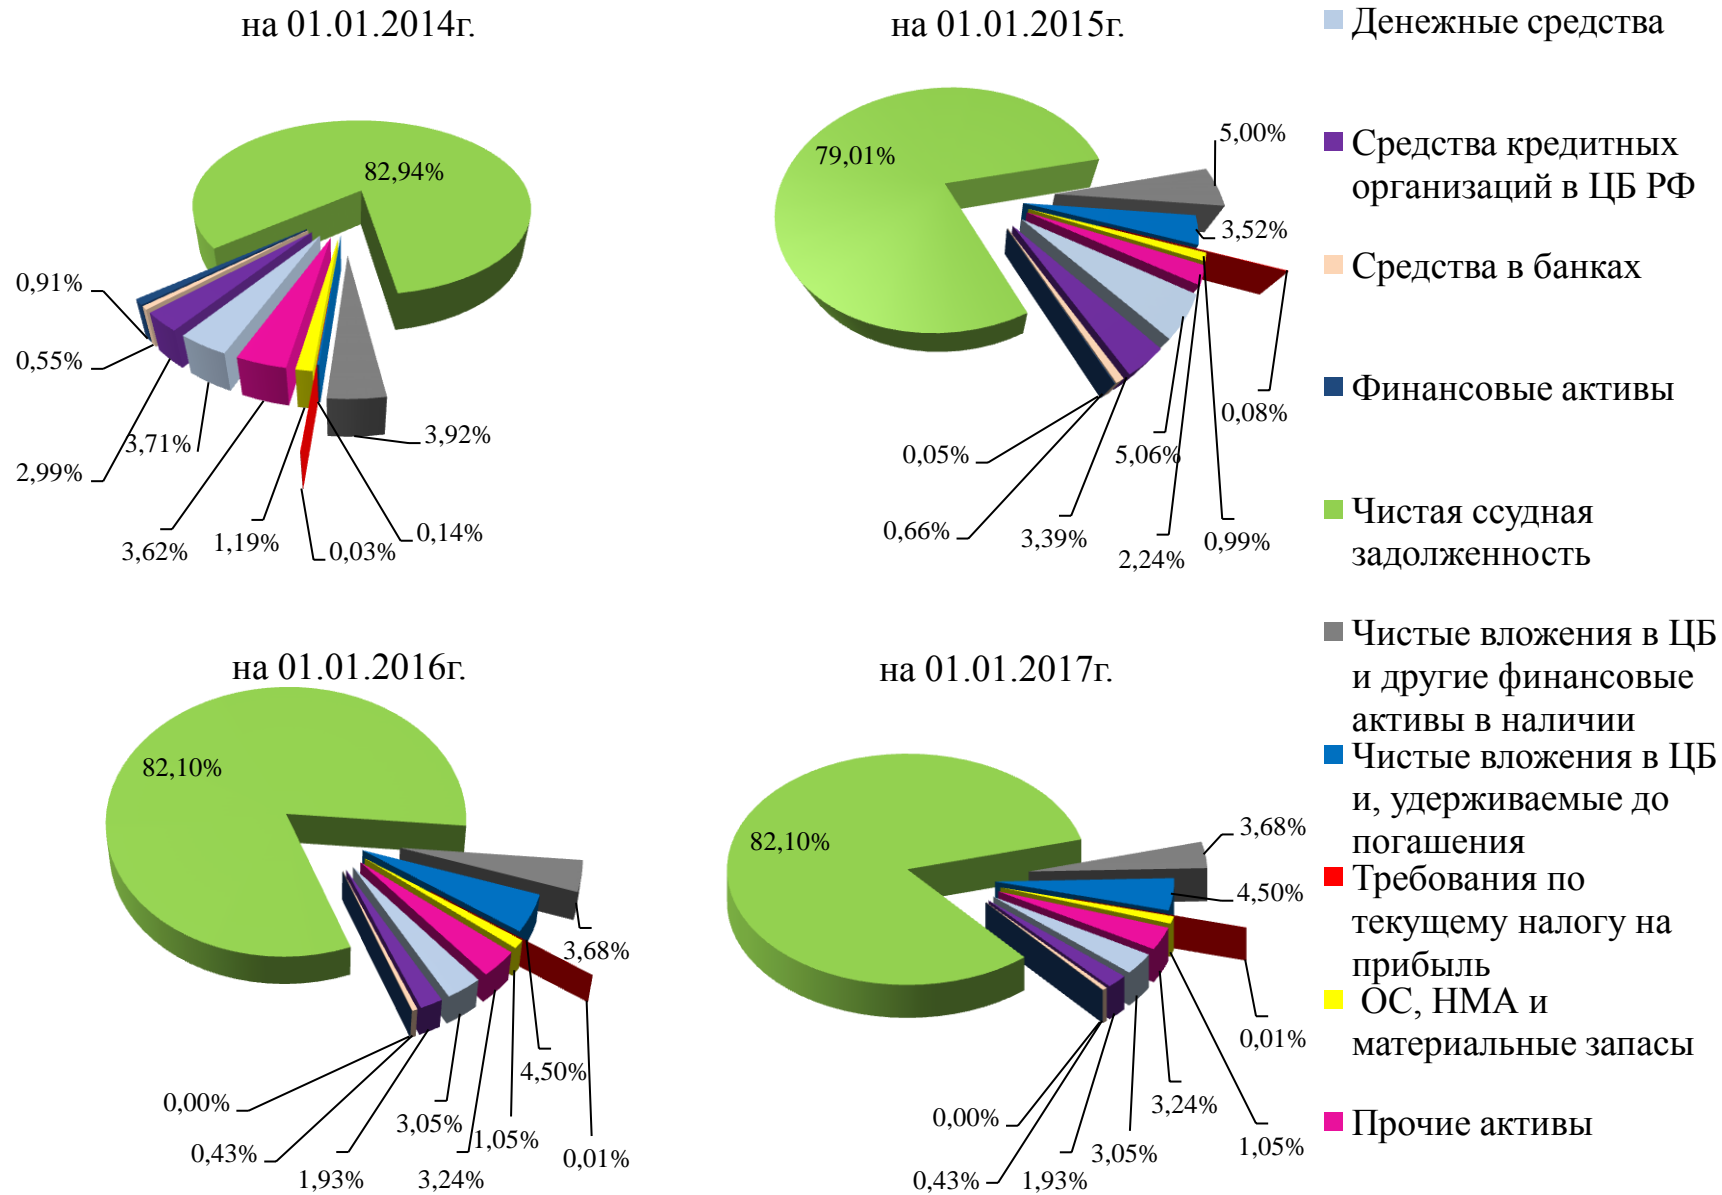 на 01.01.2014г.
82,94%
0,91%
0,55%
2,99%
3,71%
3,62%
1,19%
0,03%
0,14%
3,92%
на 01.01.2015г.
79,01%
5,00%
3,52%
0,08%
0,99%
2,24%
5,06%
3,39%
0,66%
0,05%
на 01.01.2016г.
82,10%
3,68%
4,50%
0,01%
1,05%
3,24%
3,05%
1,93%
0,43%
0,00%
на 01.01.2017г.
82,10%
3,68%
4,50%
0,01%
1,05%
3,24%
3,05%
1,93%
0,43%
0,00%
Денежные средства
Средства кредитных
организаций в ЦБ РФ
Средства в банках
Финансовые активы
Чистая ссудная
задолженность
Чистые вложения в ЦБ
и другие финансовые
активы в наличии
Чистые вложения в ЦБ
и, удерживаемые до
погашения
Требования по
текущему налогу на
прибыль
ОС, НМА и
материальные запасы
Прочие активы